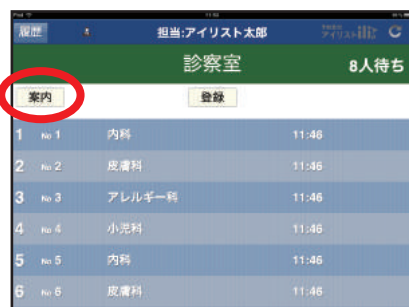 11:52
履歴 担当:アイリスト太郎 アイリスト
診察室 8人待ち
案内 登録
1 No 1 内科 11:46
2 No 2 皮膚科 11:46
3 No 3 アレルギー科 11:46
4 No 4 小児科 11:46
5 No 5 内科 11:46
6 No 6 皮膚科 11:46